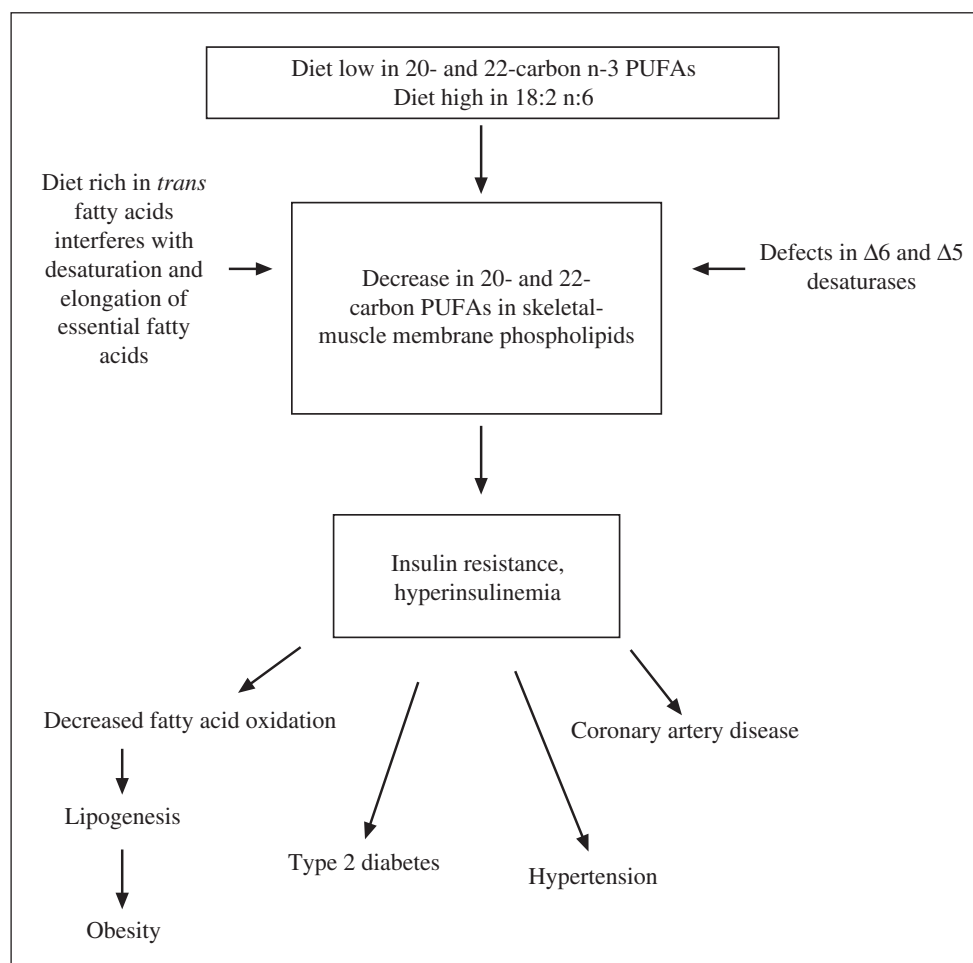 Diet low in 20- and 22-carbon n-3 PUFAs
Diet high in 18:2 n:6
Diet rich in trans
fatty acids
interferes with
desaturation and
elongation of
essential fatty
acids
Decrease in 20- and 22-
carbon PUFAs in skeletal-
muscle membrane phospholipids
Defects in Δ6 and Δ5
desaturases
Insulin resistance,
hyperinsulinemia
Decreased fatty acid oxidation
Lipogenesis
Obesity
Type 2 diabetes
Hypertension
Coronary artery disease